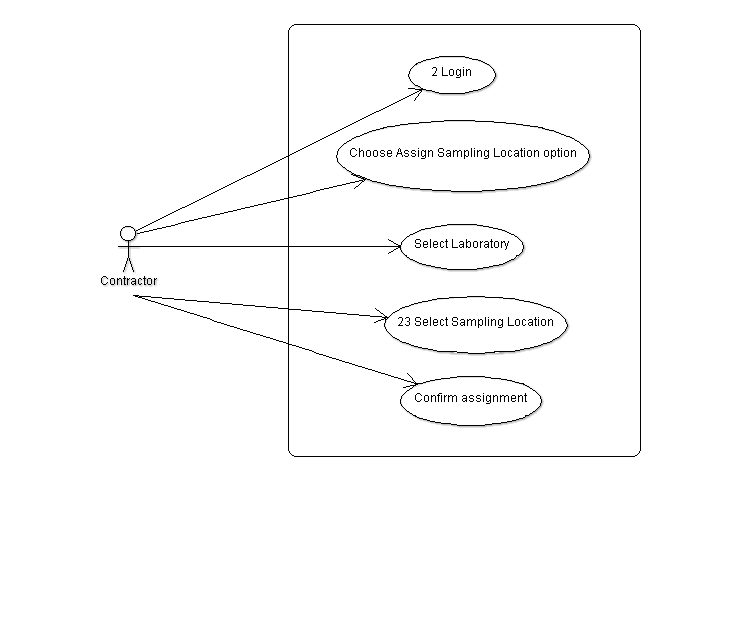 2 Login
Choose Assign Sampling Location option
Select Laboratory
Contractor
23 Select Sampling Location
Confirm assignment